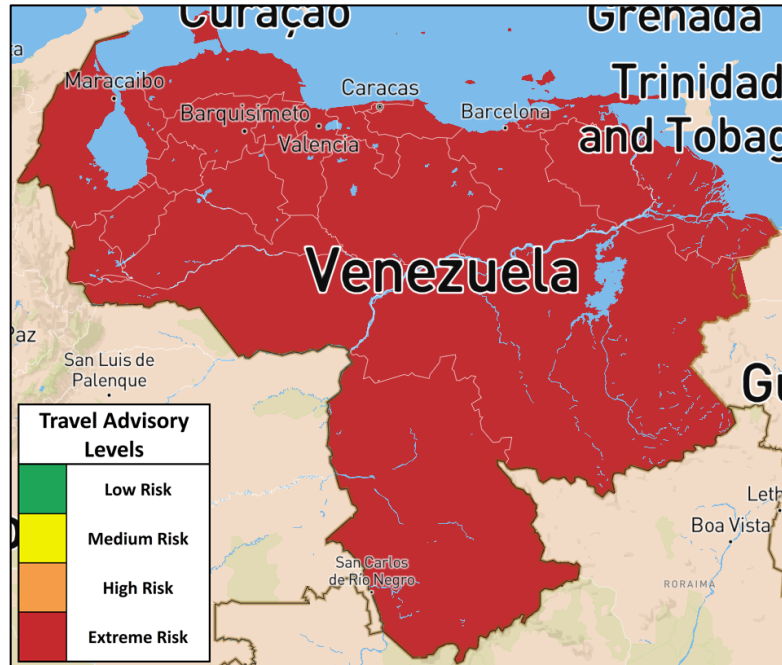 Curaçao
Grenada
ta
Maracaibo
Caracas
Trinidad
Barquisimeto
Barcelona
and Tobag
Valencia
Venezuela
Paz
San Luis de
Palenque
Gu
Travel Advisory
Levels
Low Risk
Medium Risk
High Risk
Extreme Risk
San Carlos
de Río Negro
Leth
Boa Vista
RORAIMA